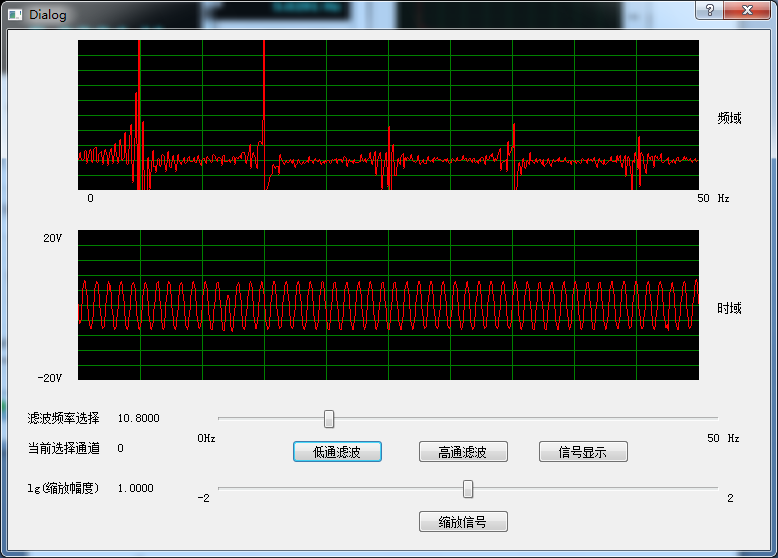 Dialog
频域
0
50 Hz
20V
时域
-20V
滤波频率选择 10.8000
0Hz
50 Hz
当前选择通道 0
低通滤波 高通滤波 信号显示
lg(缩放幅度) 1.0000
-2
2
缩放信号